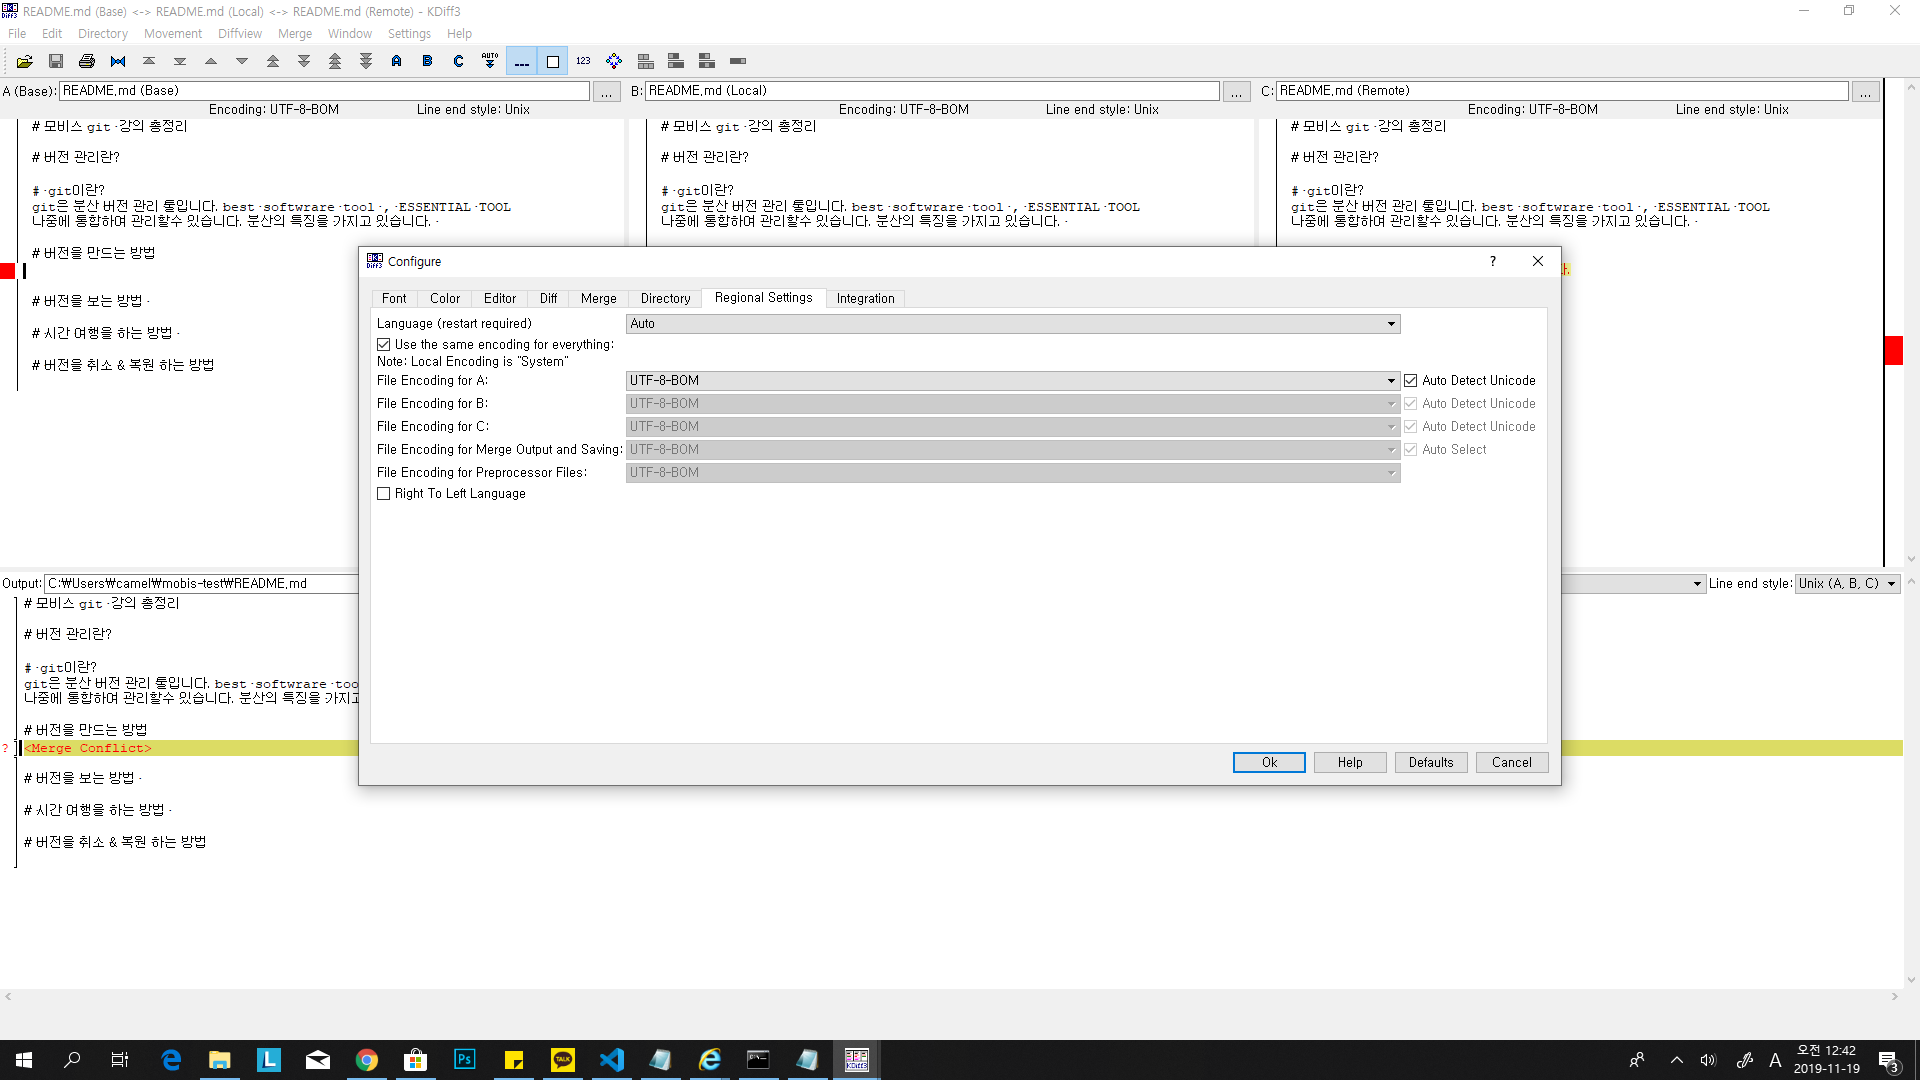 README.md (Base) <-> README.md (Local) <-> README.md (Remote) - KDiff3
File Edit Directory Movement Diffview Merge Window Settings Help
A B C AUTO 123
A (Base): README.md (Base) ... B: README.md (Local) ... C: README.md (Remote) ...
Encoding: UTF-8-BOM Line end style: Unix Encoding: UTF-8-BOM Line end style: Unix Encoding: UTF-8-BOM Line end style: Unix
# 모비스 git·강의 총정리
# 버전 관리란?
#·git이란?
git은 분산 버전 관리 툴입니다. best·softwrare·tool·,·ESSENTIAL·TOOL
나중에 통합하며 관리할수 있습니다. 분산의 특징을 가지고 있습니다.·
# 버전을 만드는 방법
# 버전을 보는 방법·
# 시간 여행을 하는 방법·
# 버전을 취소 & 복원 하는 방법
# 모비스 git·강의 총정리
# 버전 관리란?
#·git이란?
git은 분산 버전 관리 툴입니다. best·softwrare·tool·,·ESSENTIAL·TOOL
나중에 통합하며 관리할수 있습니다. 분산의 특징을 가지고 있습니다.·
# 모비스 git·강의 총정리
# 버전 관리란?
#·git이란?
git은 분산 버전 관리 툴입니다. best·softwrare·tool·,·ESSENTIAL·TOOL
나중에 통합하며 관리할수 있습니다. 분산의 특징을 가지고 있습니다.·
Configure
?
Font Color Editor Diff Merge Directory Regional Settings Integration
Language (restart required) Auto
Use the same encoding for everything:
Note: Local Encoding is "System"
File Encoding for A: UTF-8-BOM Auto Detect Unicode
File Encoding for B: UTF-8-BOM Auto Detect Unicode
File Encoding for C: UTF-8-BOM Auto Detect Unicode
File Encoding for Merge Output and Saving: UTF-8-BOM Auto Select
File Encoding for Preprocessor Files: UTF-8-BOM
Right To Left Language
Ok Help Defaults Cancel
Output: C:₩Users₩camel₩mobis-test₩README.md Line end style: Unix (A, B, C)
# 모비스 git·강의 총정리
# 버전 관리란?
#·git이란?
git은 분산 버전 관리 툴입니다. best·softwrare·too
나중에 통합하며 관리할수 있습니다. 분산의 특징을 가지고
# 버전을 만드는 방법
? <Merge Conflict>
# 버전을 보는 방법·
# 시간 여행을 하는 방법·
# 버전을 취소 & 복원 하는 방법
L Ps TALK KDiff3 A 오전 12:42
2019-11-19 3